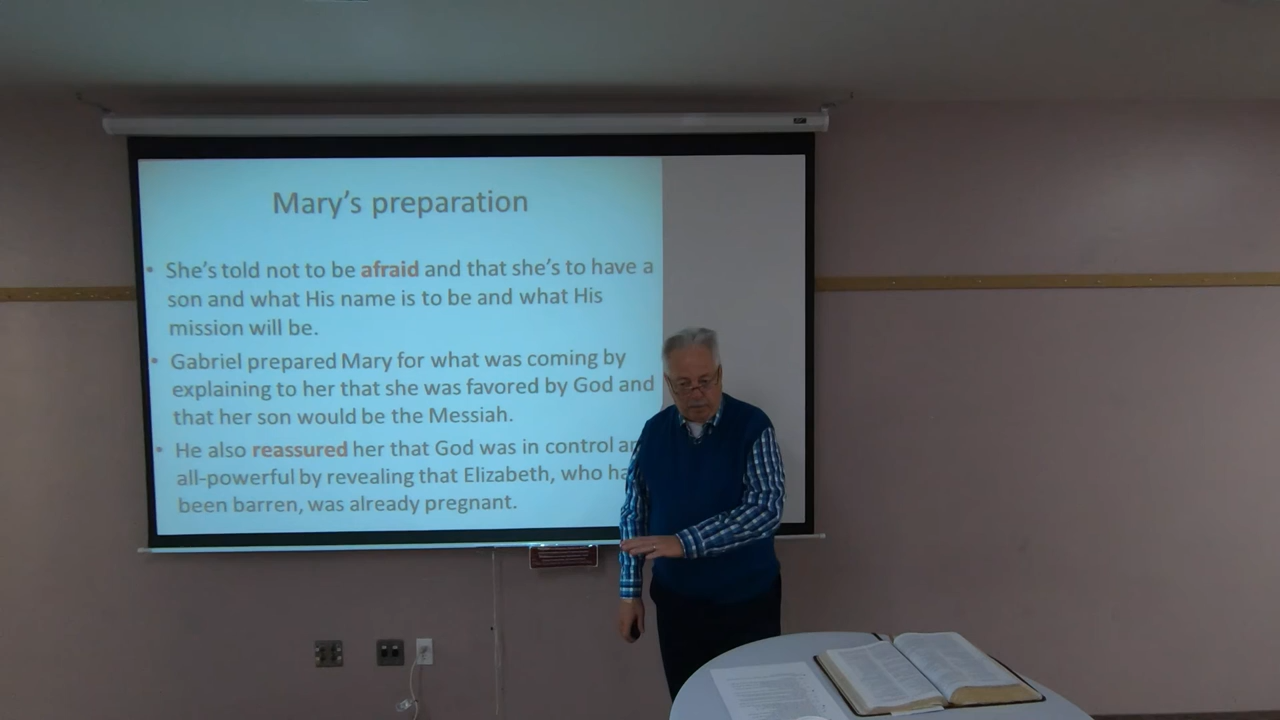 Mary's preparation
• She's told not to be afraid and that she's to have a
son and what His name is to be and what His
mission will be.
• Gabriel prepared Mary for what was coming by
explaining to her that she was favored by God and
that her son would be the Messiah.
• He also reassured her that God was in control
all-powerful by revealing that Elizabeth, who
been barren, was already pregnant.